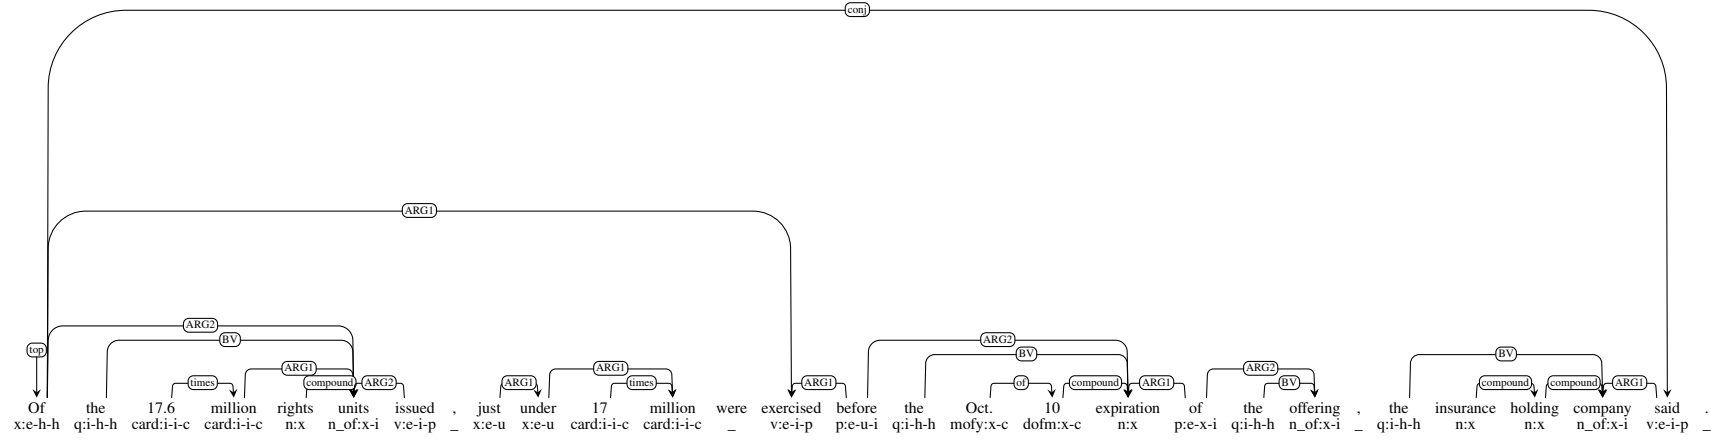 conj
ARG1
ARG2
BV
top
ARG1
times
compound
ARG2
ARG1
ARG1
times
ARG1
ARG2
BV
of
compound
ARG1
ARG2
BV
BV
compound
compound
ARG1
Of the 17.6 million rights units issued , just under 17 million were exercised before the Oct. 10 expiration of the offering , the insurance holding company said .
x:e-h-h q:i-h-h card:i-i-c card:i-i-c n:x n_of:x-i v:e-i-p _ x:e-u x:e-u card:i-i-c card:i-i-c _ v:e-i-p p:e-u-i q:i-h-h mofy:x-c dofm:x-c n:x p:e-x-i q:i-h-h n_of:x-i _ q:i-h-h n:x n:x n_of:x-i v:e-i-p _